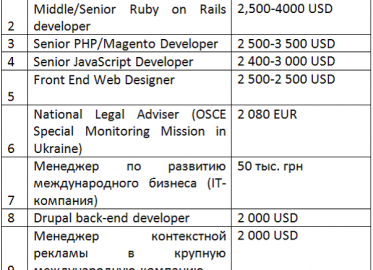 2 Middle/Senior Ruby on Rails 2,500-4000 USD
developer
3 Senior PHP/Magento Developer 2 500-3 500 USD
4 Senior JavaScript Developer 2 400-3 000 USD
5 Front End Web Designer 2 500-2 500 USD
6 National Legal Adviser (OSCE 2 080 EUR
Special Monitoring Mission in
Ukraine)
7 Менеджер по развитию 50 тыс. грн
международного бизнеса (IT-
компания)
8 Drupal back-end developer 2 000 USD
9 Менеджер контекстной 2 000 USD
рекламы в крупную
международную компанию